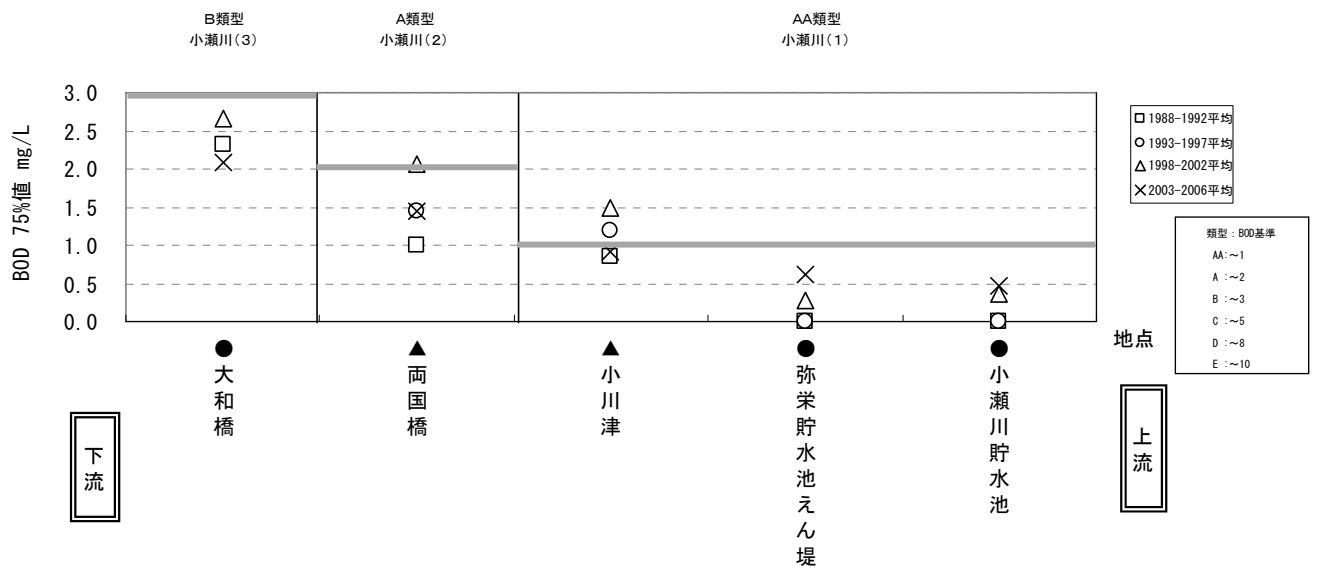 B類型
小瀬川(3)
A類型
小瀬川(2)
AA類型
小瀬川(1)
BOD 75%値 mg/L
3.0
2.5
2.0
1.5
1.0
0.5
0.0
□ 1988-1992平均
○ 1993-1997平均
△ 1998-2002平均
× 2003-2006平均
類型:BOD基準
AA:~1
A :~2
B :~3
C :~5
D :~8
E :~10
地点
●大和橋
▲両国橋
▲小川津
●弥栄貯水池えん堤
●小瀬川貯水池
下流
上流